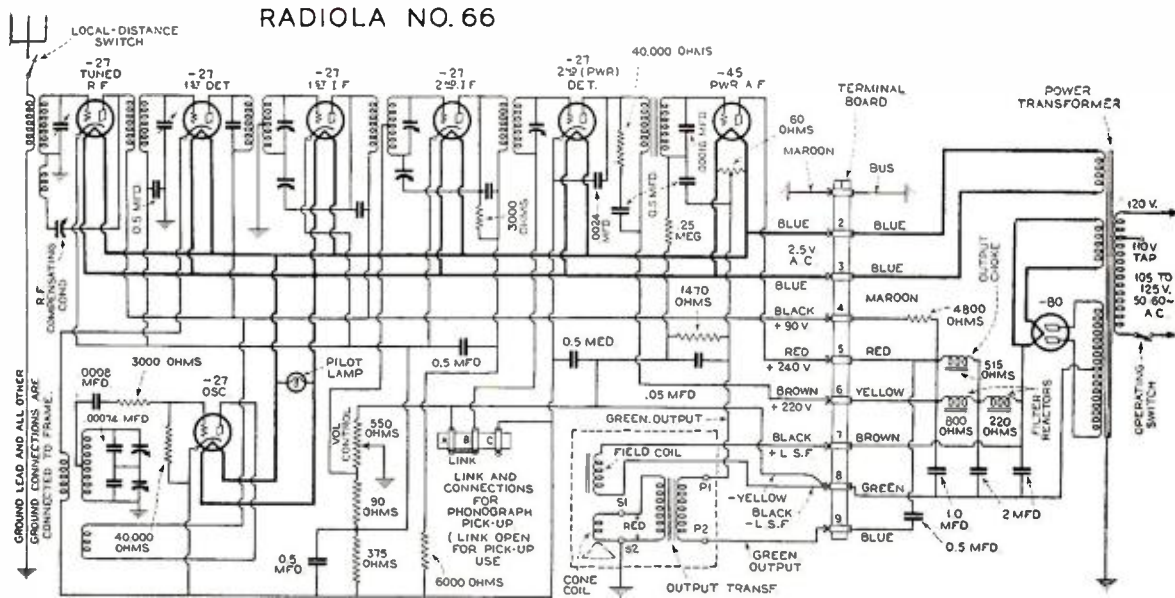 RADIOLA NO. 66
LOCAL-DISTANCE
SWITCH
-27
TUNED
R F
-27
1ST DET
-27
1ST I F
-27
2ND I F
-27
2ND (PWR)
DET.
40,000 OHMS
-45
PWR A F
60
OHMS
MAROON
TERMINAL
BOARD
BUS
POWER
TRANSFORMER
0.5 MFD
3000
OHMS
.0024
MFD
0.5 MFD
.00016 MFD
.25
MEG
R F
COMPENSATING
COND
1
2
3
4
5
6
7
8
9
BLUE
BLUE
2.5 V
A C
BLUE
BLUE
BLACK
+ 90 V
MAROON
4800
OHMS
RED
+ 240 V
RED
BROWN
+ 220 V
YELLOW
BLACK
+ L S.F
BROWN
GREEN
BLUE
OUTPUT
CHOKE
515
OHMS
800
OHMS
220
OHMS
FILTER
REACTORS
-80
120 V.
110V
TAP
105 TO
125 V.
50 60~
A C
OPERATING
SWITCH
1.0
MFD
2 MFD
0.5 MFD
1470
OHMS
0.5 MFD
0.5 MED
.05 MFD
GREEN. OUTPUT
3000 OHMS
.0008
MFD
-27
OSC
PILOT
LAMP
40,000
OHMS
VOL
CONTROL
550
OHMS
90
OHMS
375
OHMS
0.5
MFD
6000 OHMS
A
B
C
LINK
LINK AND
CONNECTIONS
FOR
PHONOGRAPH
PICK-UP
( LINK OPEN
FOR PICK-UP
USE
FIELD COIL
S1
RED
S2
P1
P2
-YELLOW
BLACK
-L S.F
GREEN
OUTPUT
CONE
COIL
OUTPUT TRANSF
GROUND LEAD AND ALL OTHER
GROUND CONNECTIONS ARE
CONNECTED TO FRAME.